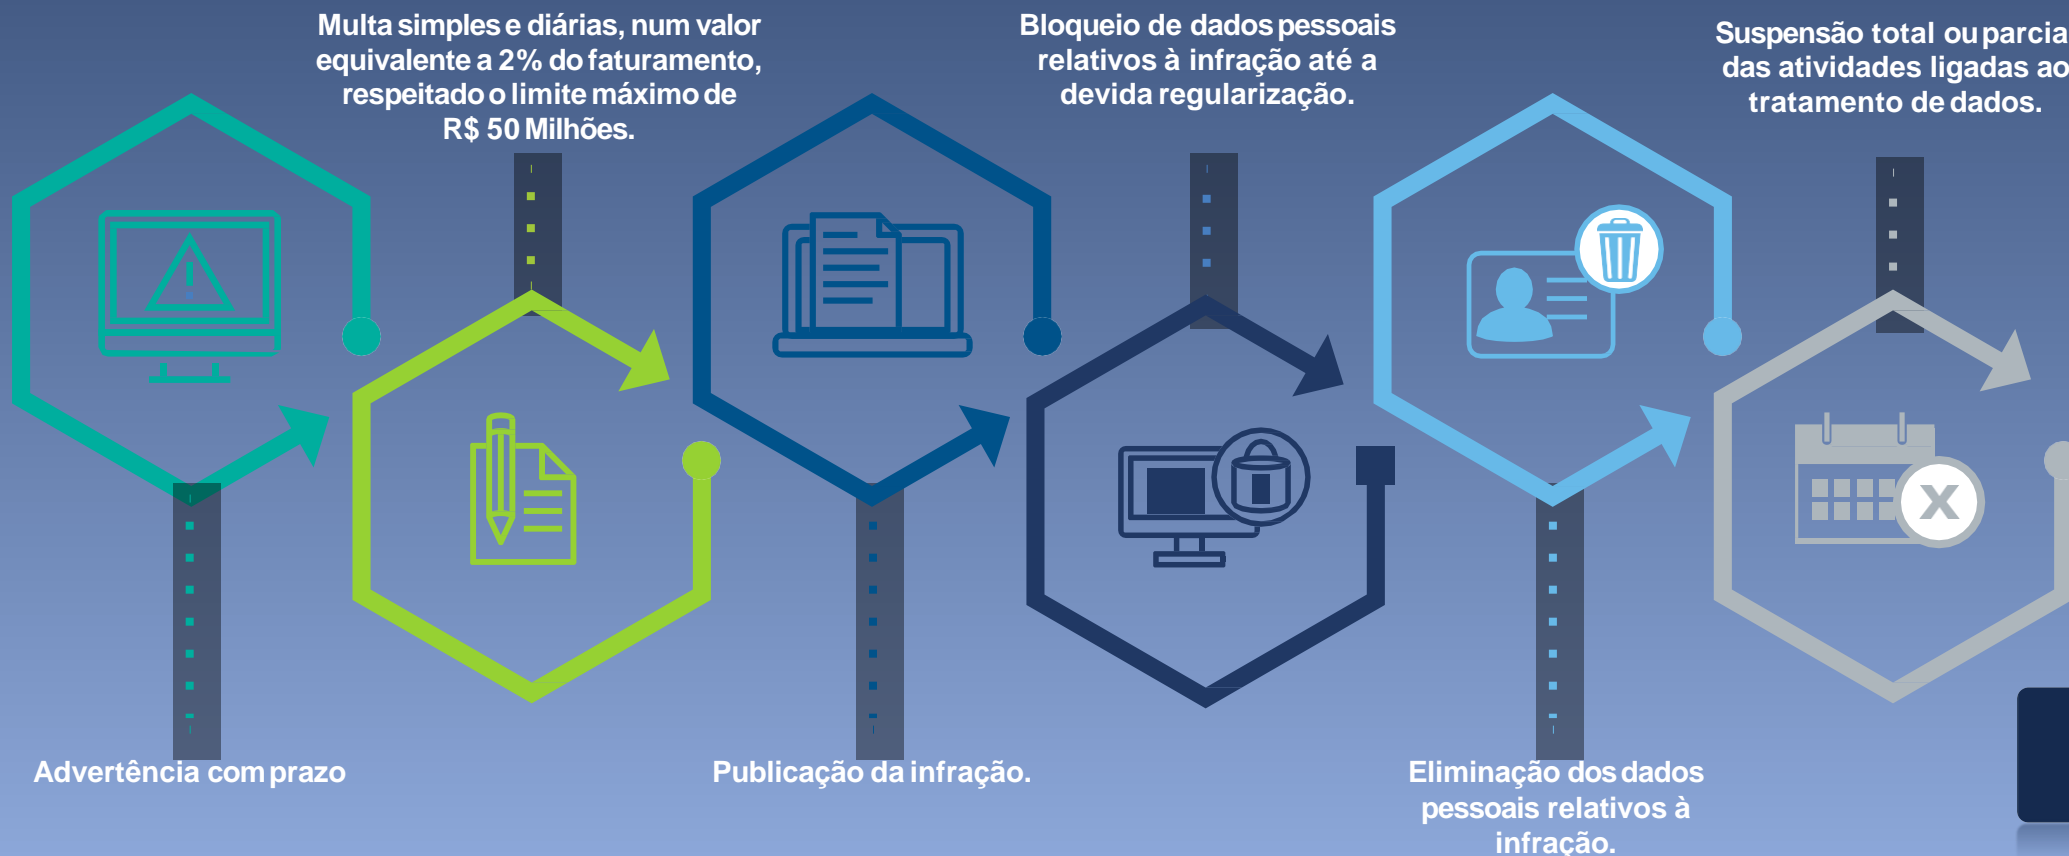 Multa simples e diárias, num valor
equivalente a 2% do faturamento,
respeitado o limite máximo de
R$ 50 Milhões.
Bloqueio de dados pessoais
relativos à infração até a
devida regularização.
Suspensão total ou parcia
das atividades ligadas ao
tratamento de dados.
X
Advertência com prazo
Publicação da infração.
Eliminação dos dados
pessoais relativos à
infração.